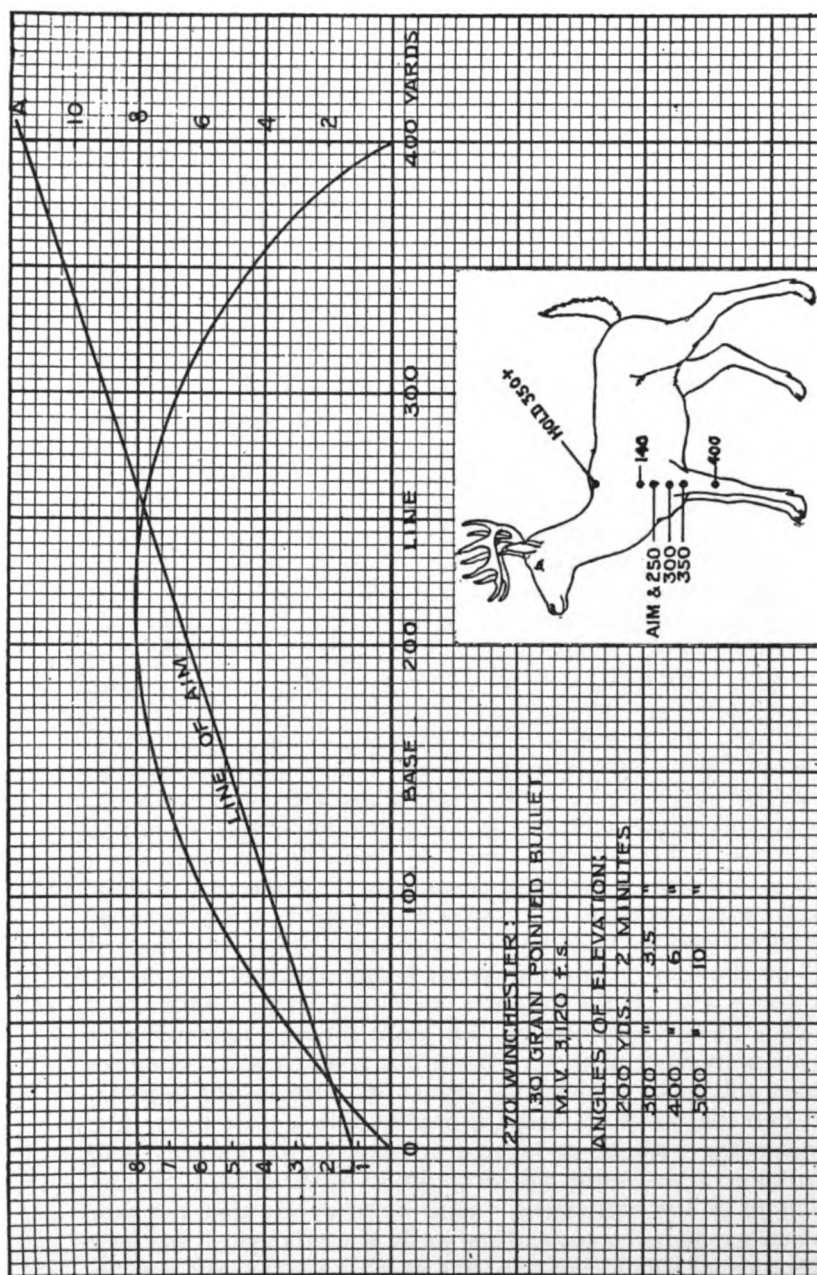 8
7
6
5
4
3
2
L
1
0
A
10
8
6
4
2
LINE OF AIM
100
BASE
200
LINE
300
400 YARDS
270 WINCHESTER:
130 GRAIN POINTED BULLET
M.V. 3,120 f.s.
ANGLES OF ELEVATION:
200 YDS. 2 MINUTES
300 " 3.5 "
400 " 6 "
500 " 10 "
HOLD 350+
140
AIM & 250
300
350
400